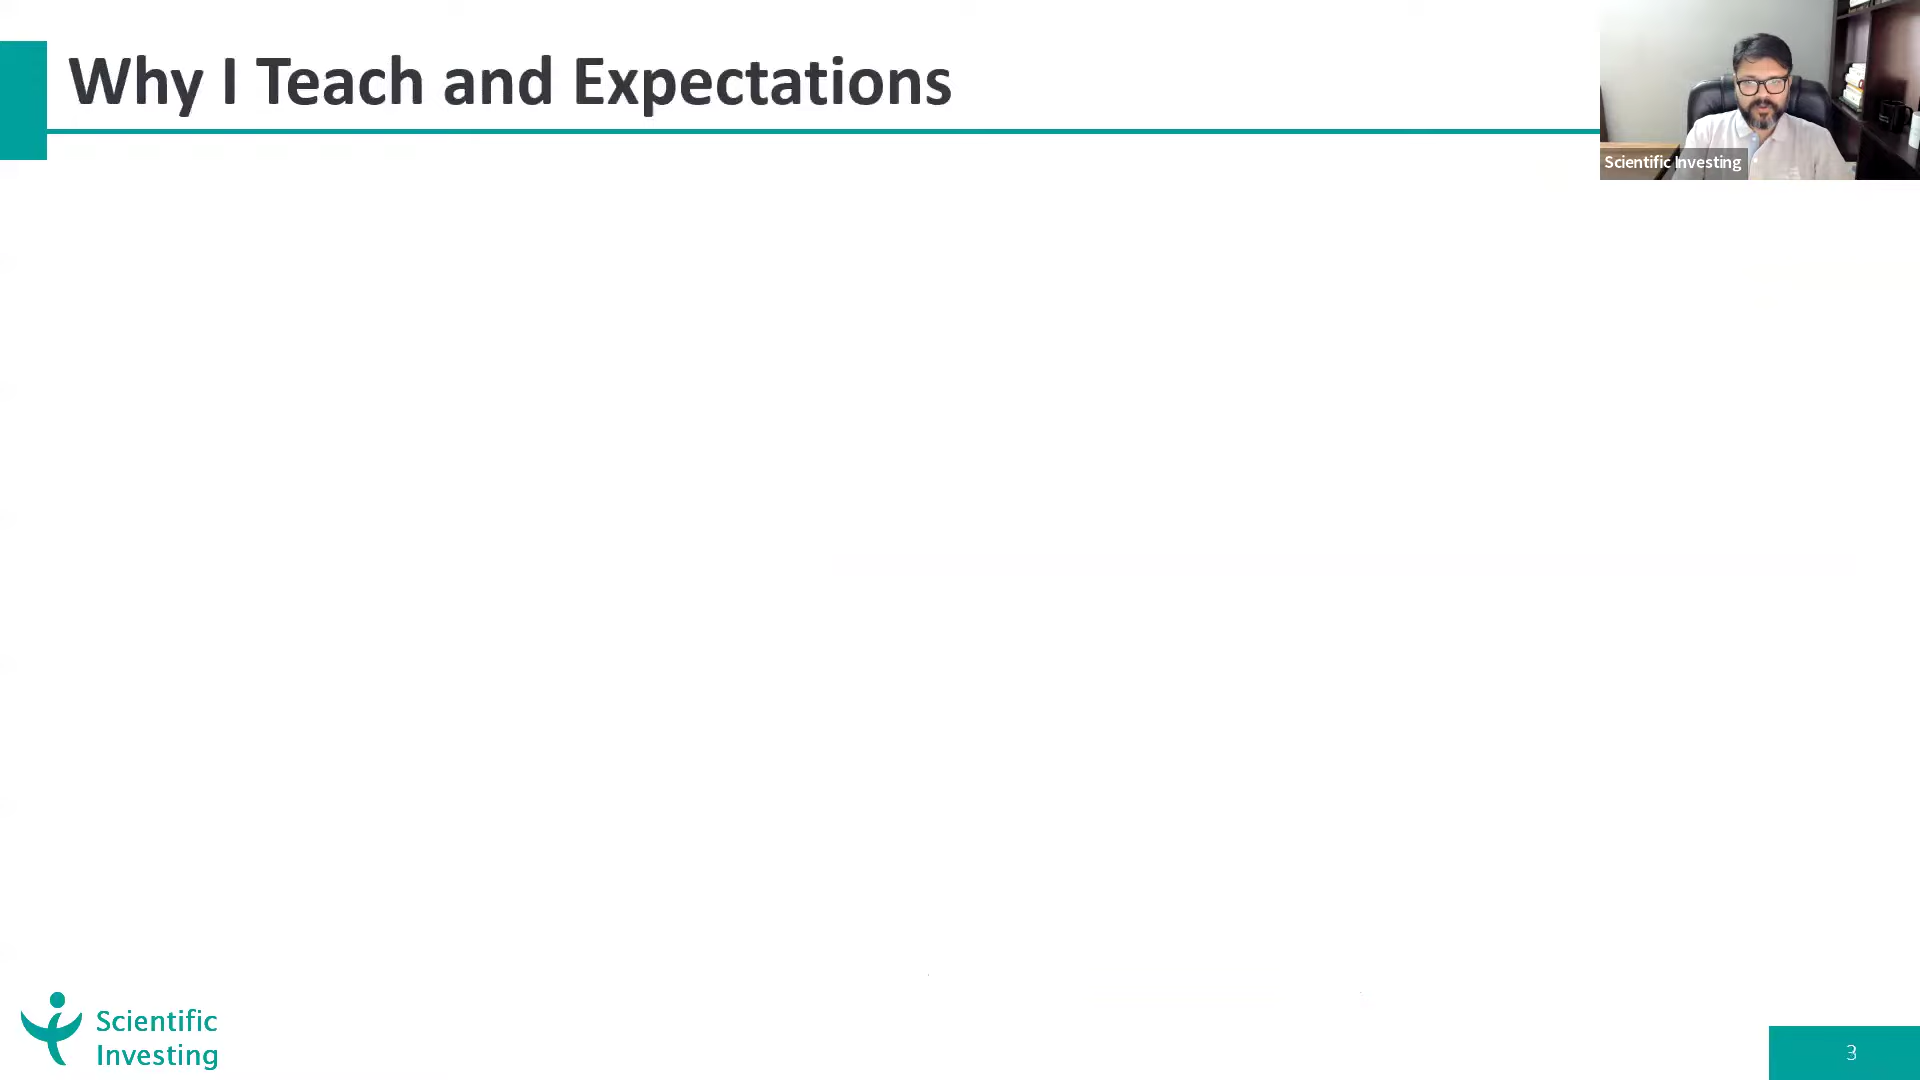 Why I Teach and Expectations
Scientific Investing
Scientific
Investing
3